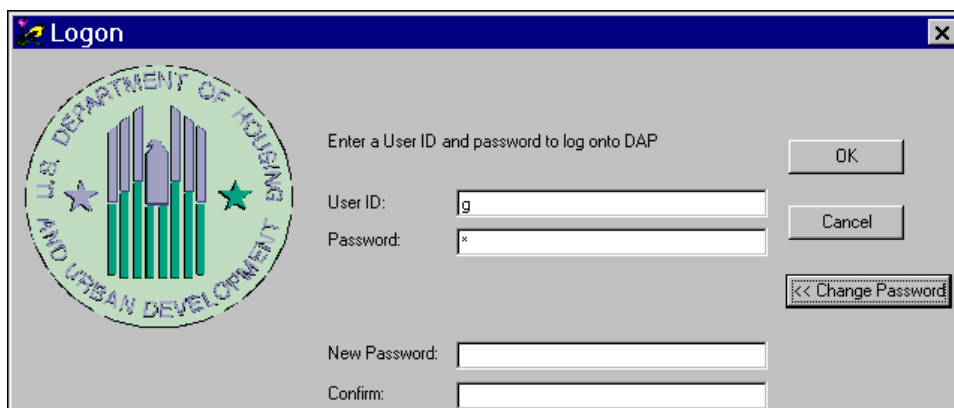 Logon
U.S. DEPARTMENT OF HOUSING
AND URBAN DEVELOPMENT
Enter a User ID and password to log onto DAP
OK
User ID:
g
Cancel
Password:
*
<< Change Password
New Password:
Confirm: